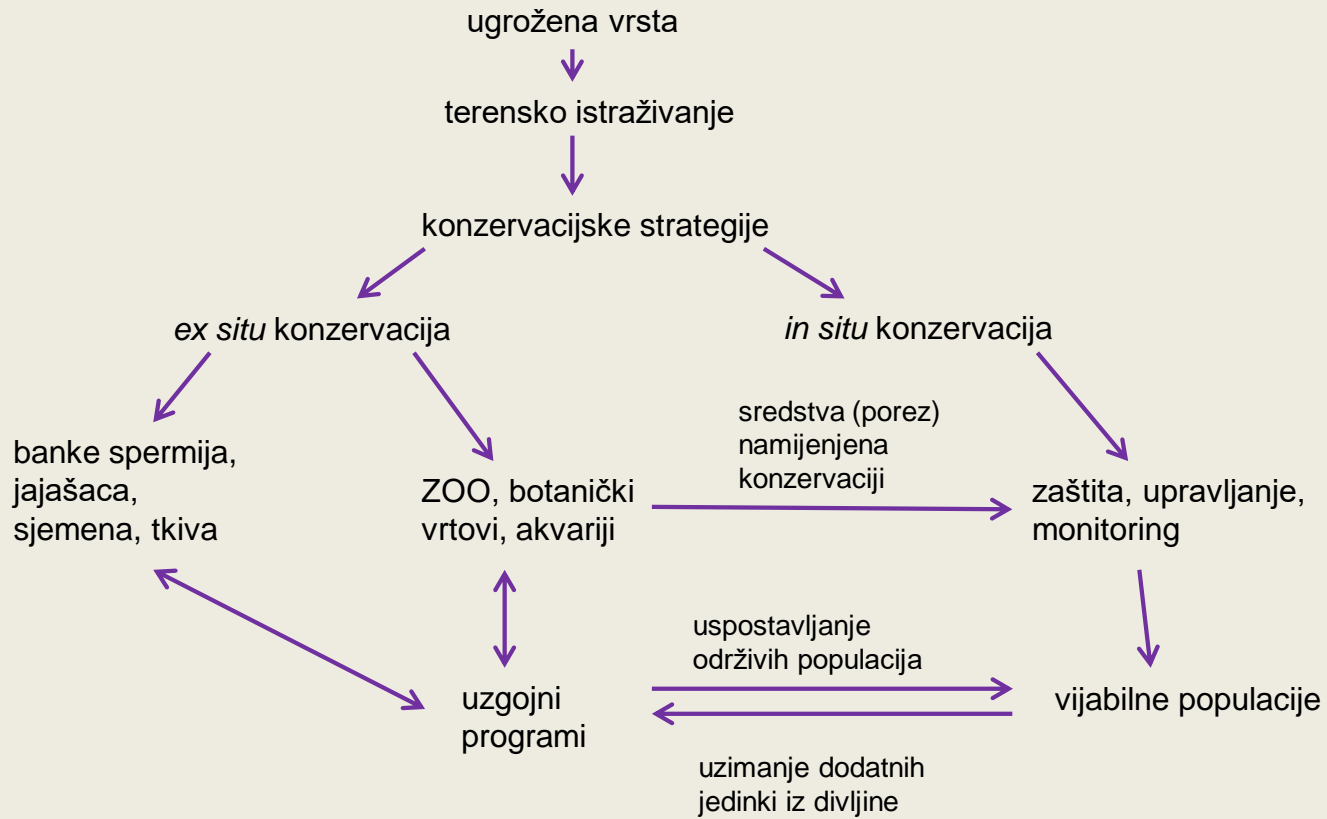 ugrožena vrsta
terensko istraživanje
konzervacijske strategije
ex situ konzervacija
in situ konzervacija
banke spermija,
jajašaca,
sjemena, tkiva
ZOO, botanički
vrtovi, akvariji
sredstva (porez)
namijenjena
konzervaciji
zaštita, upravljanje,
monitoring
uzgojni
programi
uspostavljanje
održivih populacija
vijabilne populacije
uzimanje dodatnih
jedinki iz divljine